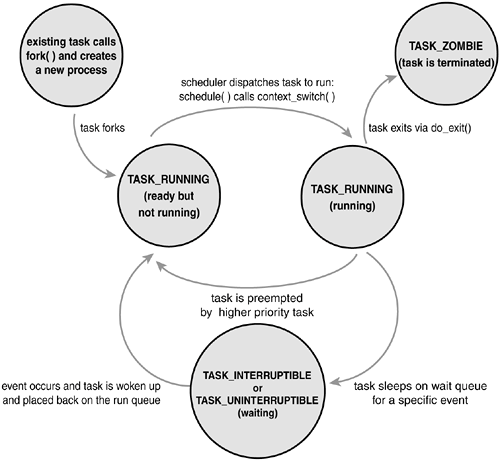 existing task calls
fork( ) and creates
a new process
TASK_ZOMBIE
(task is terminated)
scheduler dispatches task to run:
schedule( ) calls context_switch( )
task forks
task exits via do_exit()
TASK_RUNNING
(ready but
not running)
TASK_RUNNING
(running)
task is preempted
by higher priority task
event occurs and task is woken up
and placed back on the run queue
TASK_INTERRUPTIBLE
or
TASK_UNINTERRUPTIBLE
(waiting)
task sleeps on wait queue
for a specific event